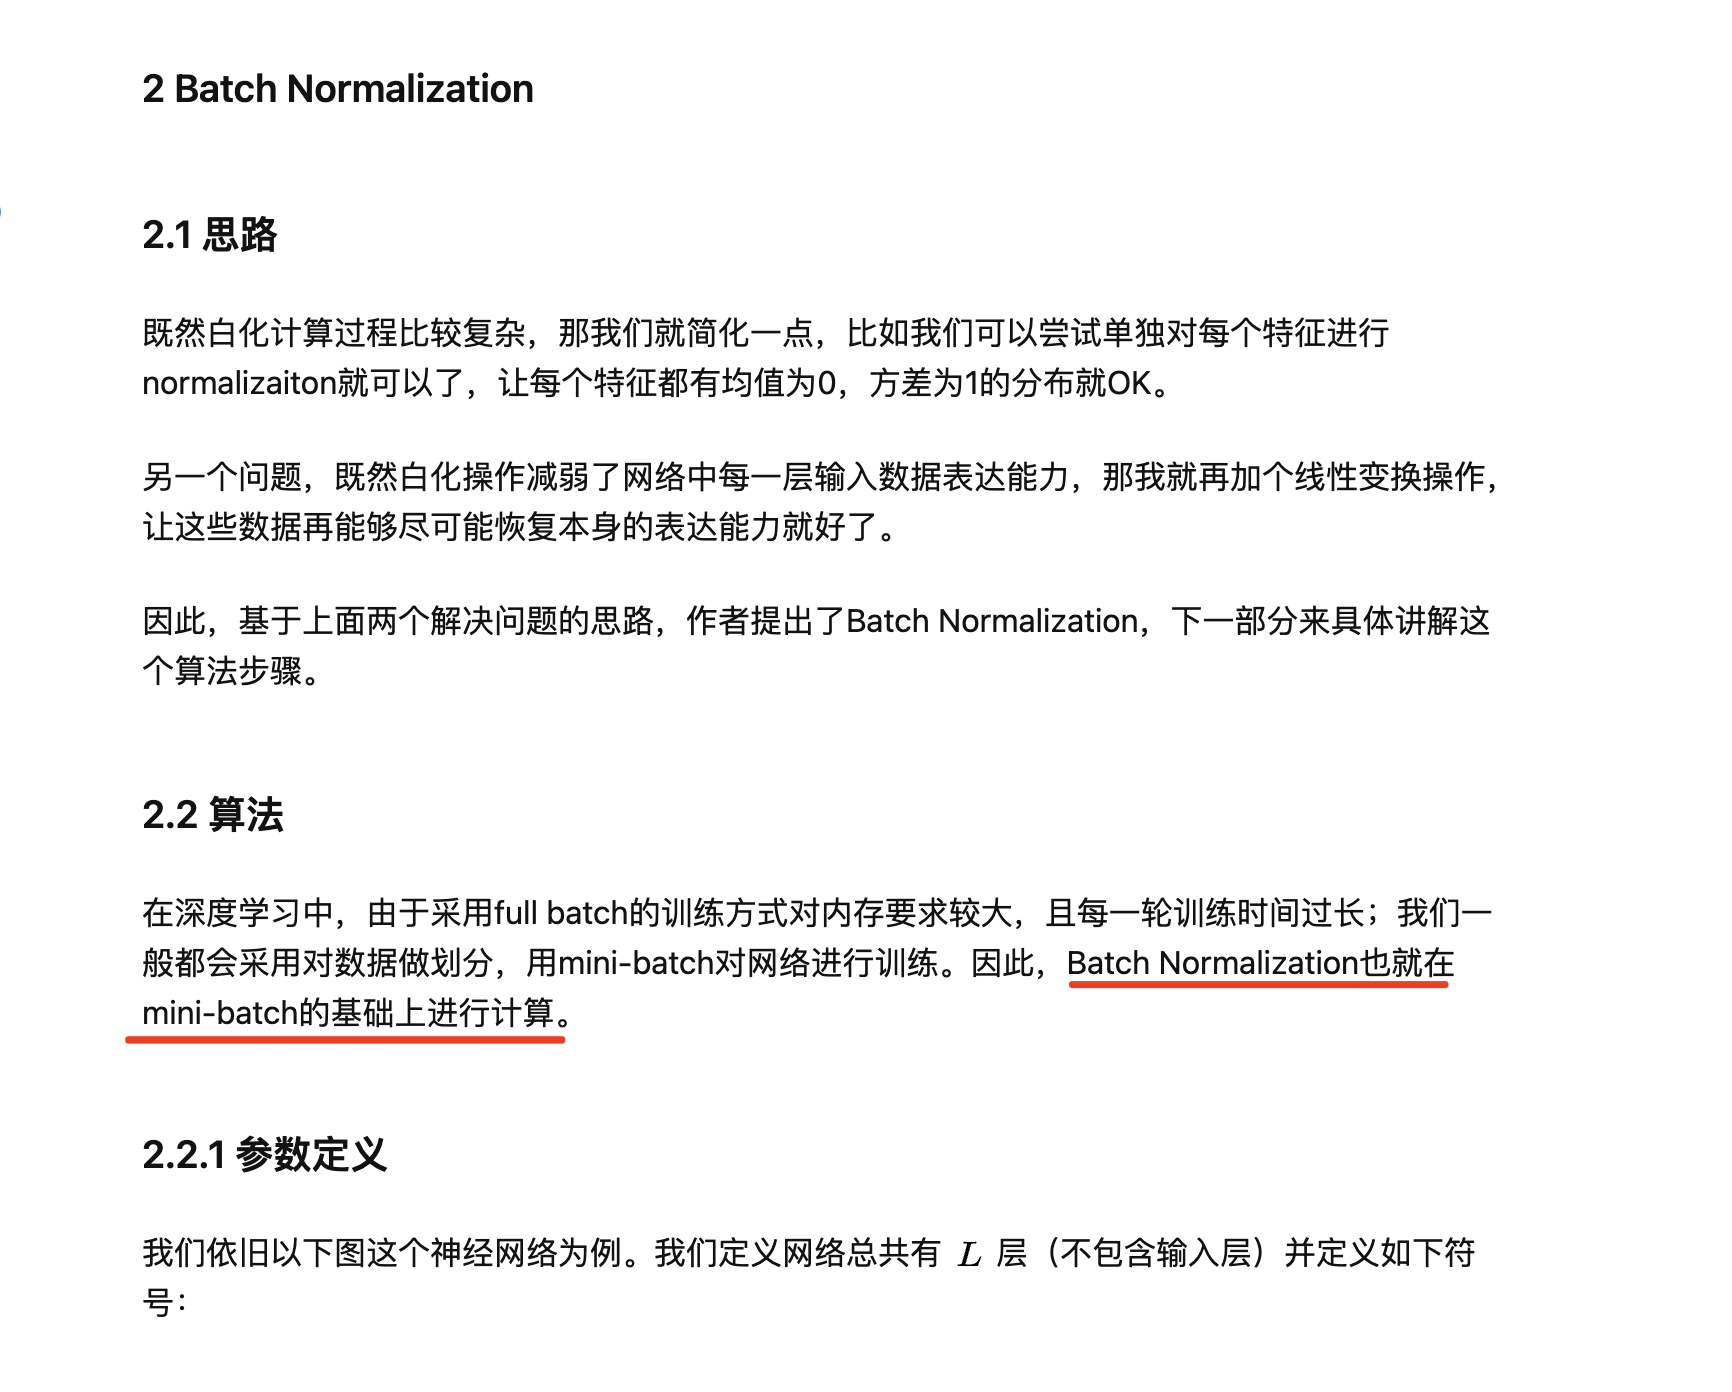 2 Batch Normalization
2.1 思路
既然白化计算过程比较复杂，那我们就简化一点，比如我们可以尝试单独对每个特征进行
normalizaiton就可以了，让每个特征都有均值为0，方差为1的分布就OK。
另一个问题，既然白化操作减弱了网络中每一层输入数据表达能力，那我就再加个线性变换操作，
让这些数据再能够尽可能恢复本身的表达能力就好了。
因此，基于上面两个解决问题的思路，作者提出了Batch Normalization，下一部分来具体讲解这
个算法步骤。
2.2 算法
在深度学习中，由于采用full batch的训练方式对内存要求较大，且每一轮训练时间过长；我们一
般都会采用对数据做划分，用mini-batch对网络进行训练。因此，Batch Normalization也就在
mini-batch的基础上进行计算。
2.2.1 参数定义
我们依旧以下图这个神经网络为例。我们定义网络总共有 L 层（不包含输入层）并定义如下符
号：